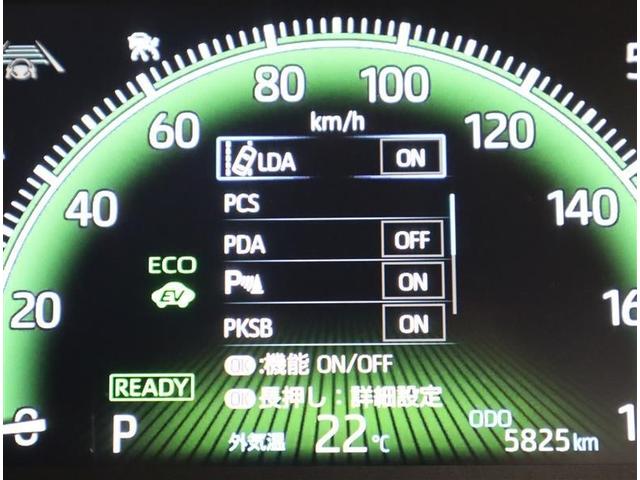 80
100
60
km/h
120
LDA ON
PCS
40
140
PDA OFF
ECO
EV
P ON
20
PKSB ON
OK:機能 ON/OFF
OK長押し：詳細設定
READY
P
外気温 22℃
ODO
5825km